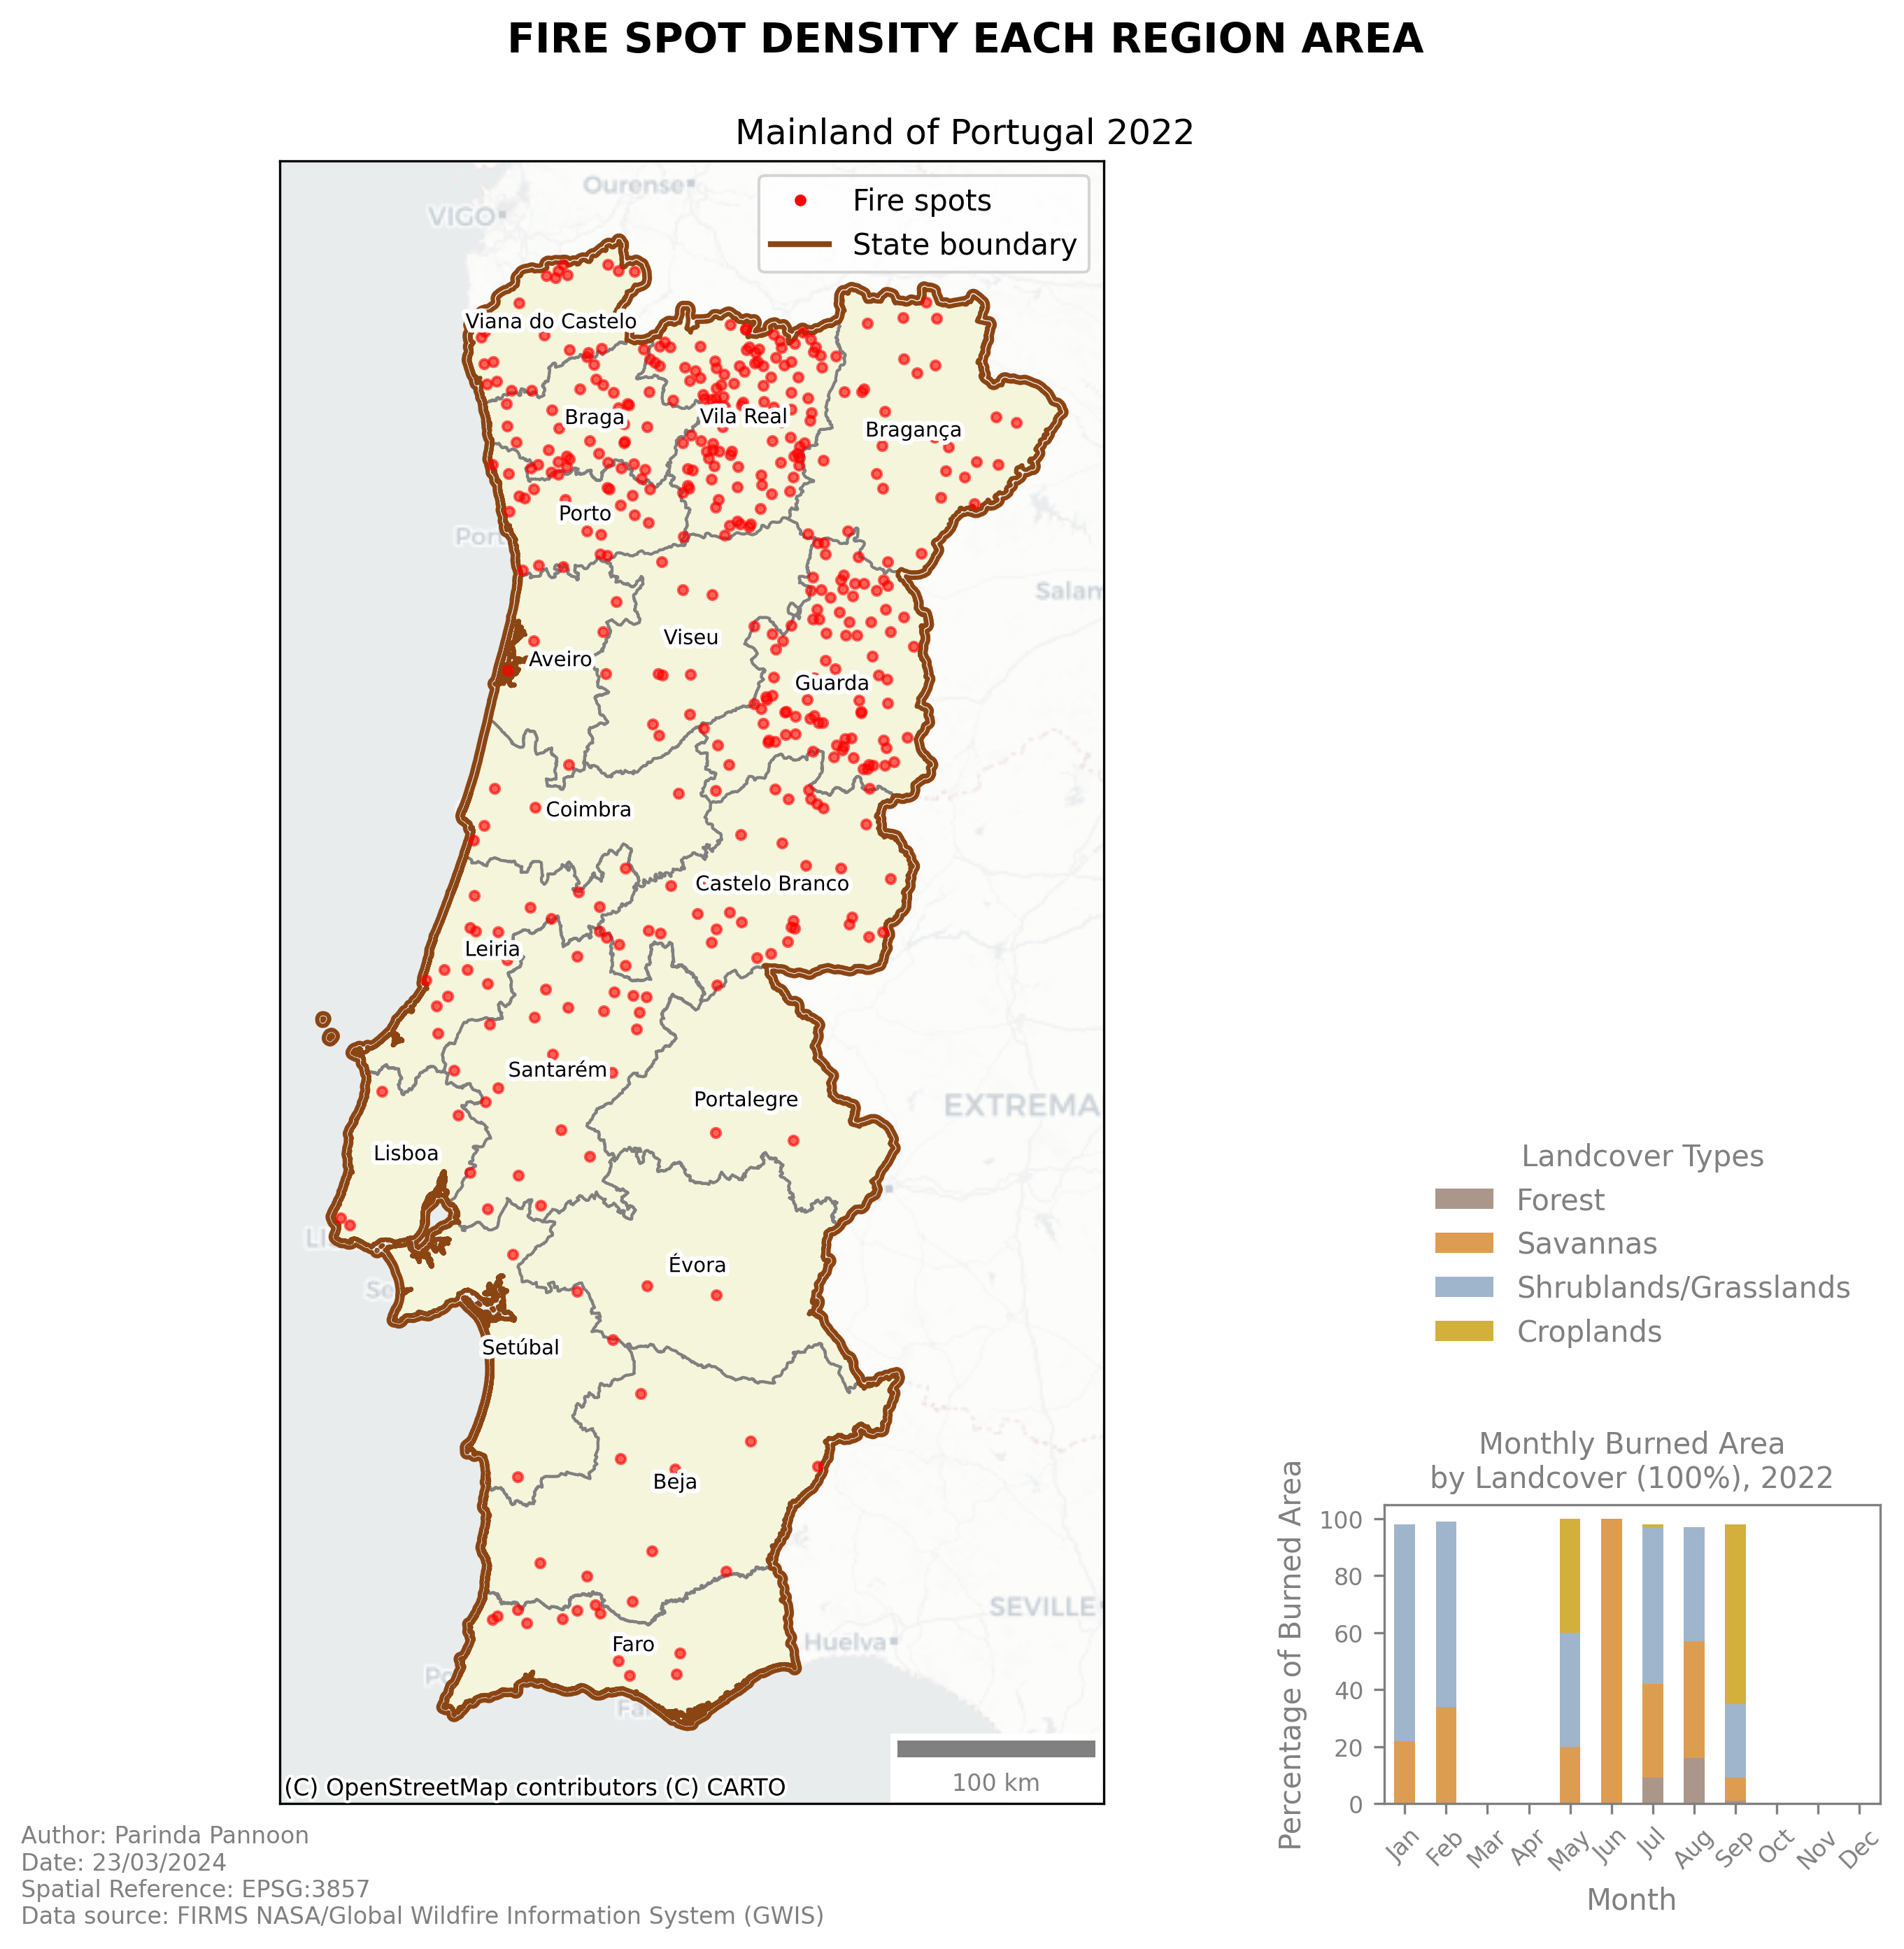 FIRE SPOT DENSITY EACH REGION AREA
Mainland of Portugal 2022
Ourense
VIGO
Fire spots
State boundary
Viana do Castelo
Braga
Vila Real
Bragança
Porto
Port
Salam
Viseu
Aveiro
Guarda
Coimbra
Castelo Branco
Leiria
Santarém
Portalegre
EXTREMA
Lisboa
Évora
Setúbal
Beja
SEVILLE
Faro
Huelva
100 km
(C) OpenStreetMap contributors (C) CARTO
Landcover Types
Forest
Savannas
Shrublands/Grasslands
Croplands
Monthly Burned Area
by Landcover (100%), 2022
Percentage of Burned Area
100
80
60
40
20
0
Jan
Feb
Mar
Apr
May
Jun
Jul
Aug
Sep
Oct
Nov
Dec
Month
Author: Parinda Pannoon
Date: 23/03/2024
Spatial Reference: EPSG:3857
Data source: FIRMS NASA/Global Wildfire Information System (GWIS)